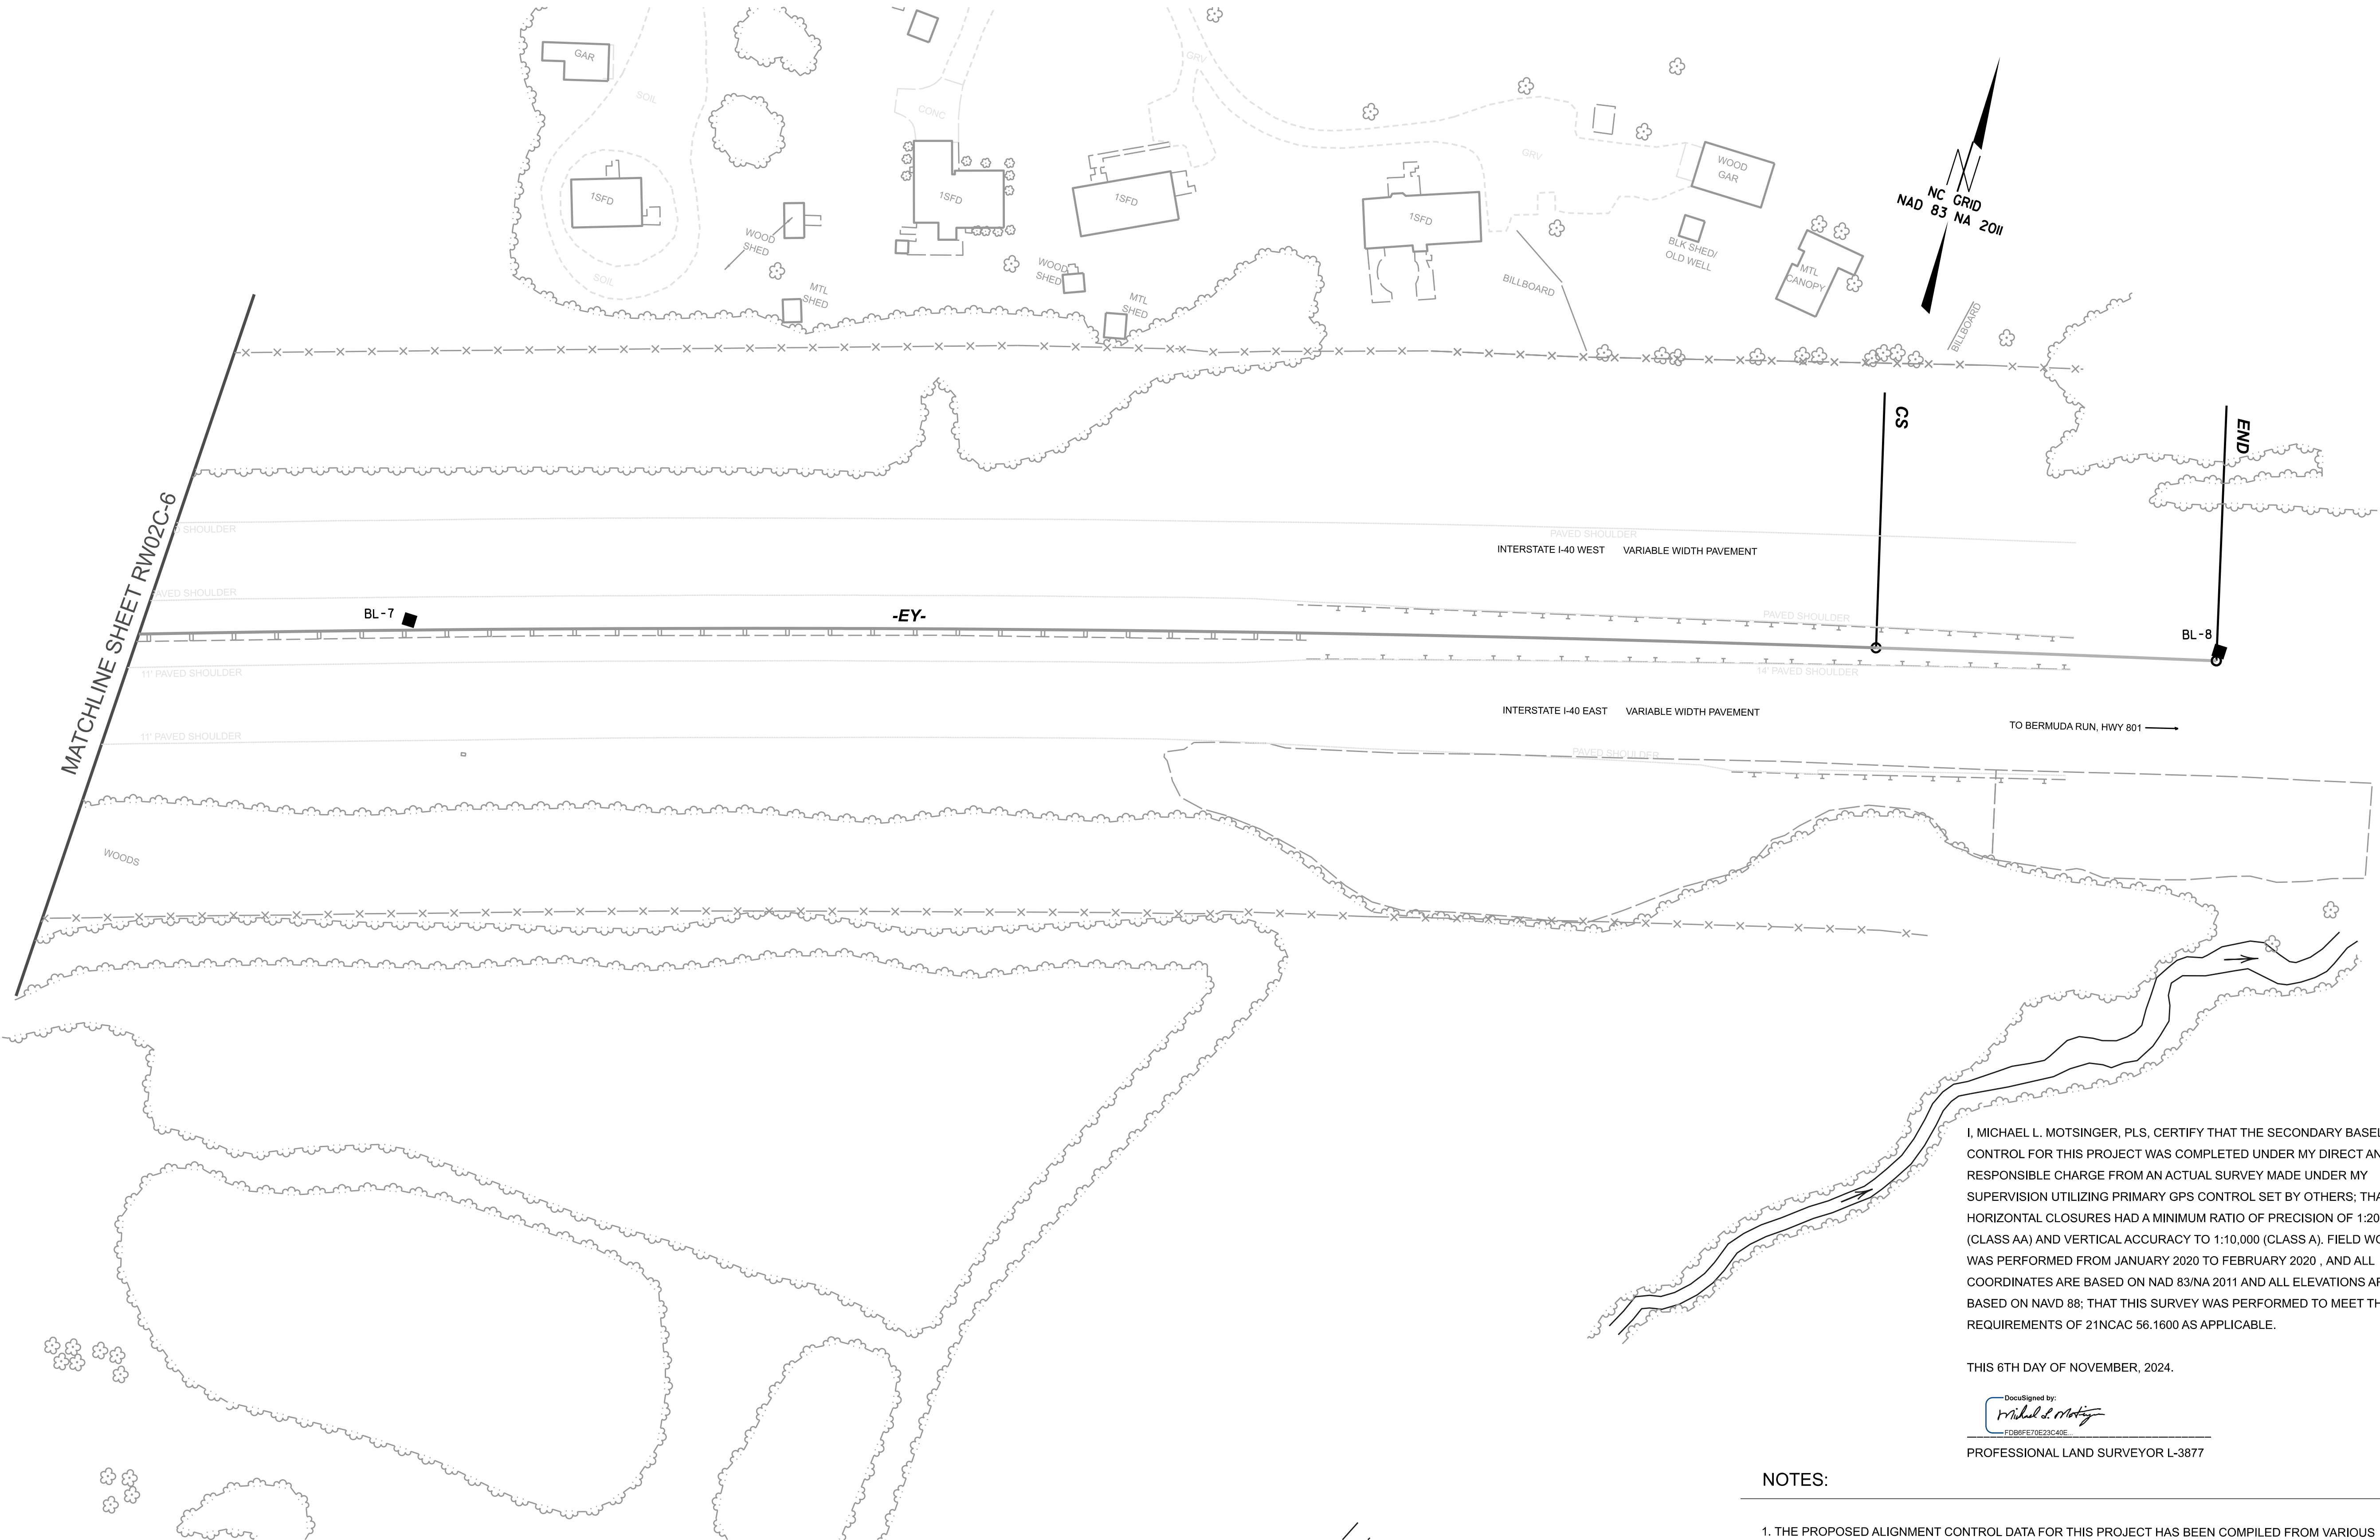 GAR
SOIL
CONC
GRV
1SFD
SOIL
WOOD
SHED
1SFD
1SFD
1SFD
GRV
WOOD
GAR
NC GRID
NAD 83 NA 2011
MTL
SHED
WOOD
SHED
MTL
SHED
BILLBOARD
BLK SHED/
OLD WELL
MTL
CANOPY
BILLBOARD
CS
END
MATCHLINE SHEET RW02C-6
SHOULDER
PAVED SHOULDER
INTERSTATE I-40 WEST VARIABLE WIDTH PAVEMENT
PAVED SHOULDER
BL-7
-EY-
PAVED SHOULDER
BL-8
11' PAVED SHOULDER
14' PAVED SHOULDER
INTERSTATE I-40 EAST VARIABLE WIDTH PAVEMENT
TO BERMUDA RUN, HWY 801
11' PAVED SHOULDER
PAVED SHOULDER
WOODS
I, MICHAEL L. MOTSINGER, PLS, CERTIFY THAT THE SECONDARY BASEL
CONTROL FOR THIS PROJECT WAS COMPLETED UNDER MY DIRECT AN
RESPONSIBLE CHARGE FROM AN ACTUAL SURVEY MADE UNDER MY
SUPERVISION UTILIZING PRIMARY GPS CONTROL SET BY OTHERS; THA
HORIZONTAL CLOSURES HAD A MINIMUM RATIO OF PRECISION OF 1:20
(CLASS AA) AND VERTICAL ACCURACY TO 1:10,000 (CLASS A). FIELD WO
WAS PERFORMED FROM JANUARY 2020 TO FEBRUARY 2020 , AND ALL
COORDINATES ARE BASED ON NAD 83/NA 2011 AND ALL ELEVATIONS AR
BASED ON NAVD 88; THAT THIS SURVEY WAS PERFORMED TO MEET TH
REQUIREMENTS OF 21NCAC 56.1600 AS APPLICABLE.
THIS 6TH DAY OF NOVEMBER, 2024.
DocuSigned by:
Michael L. Motsinger
FDB6FE70E23C40E...
PROFESSIONAL LAND SURVEYOR L-3877
NOTES:
1. THE PROPOSED ALIGNMENT CONTROL DATA FOR THIS PROJECT HAS BEEN COMPILED FROM VARIOUS